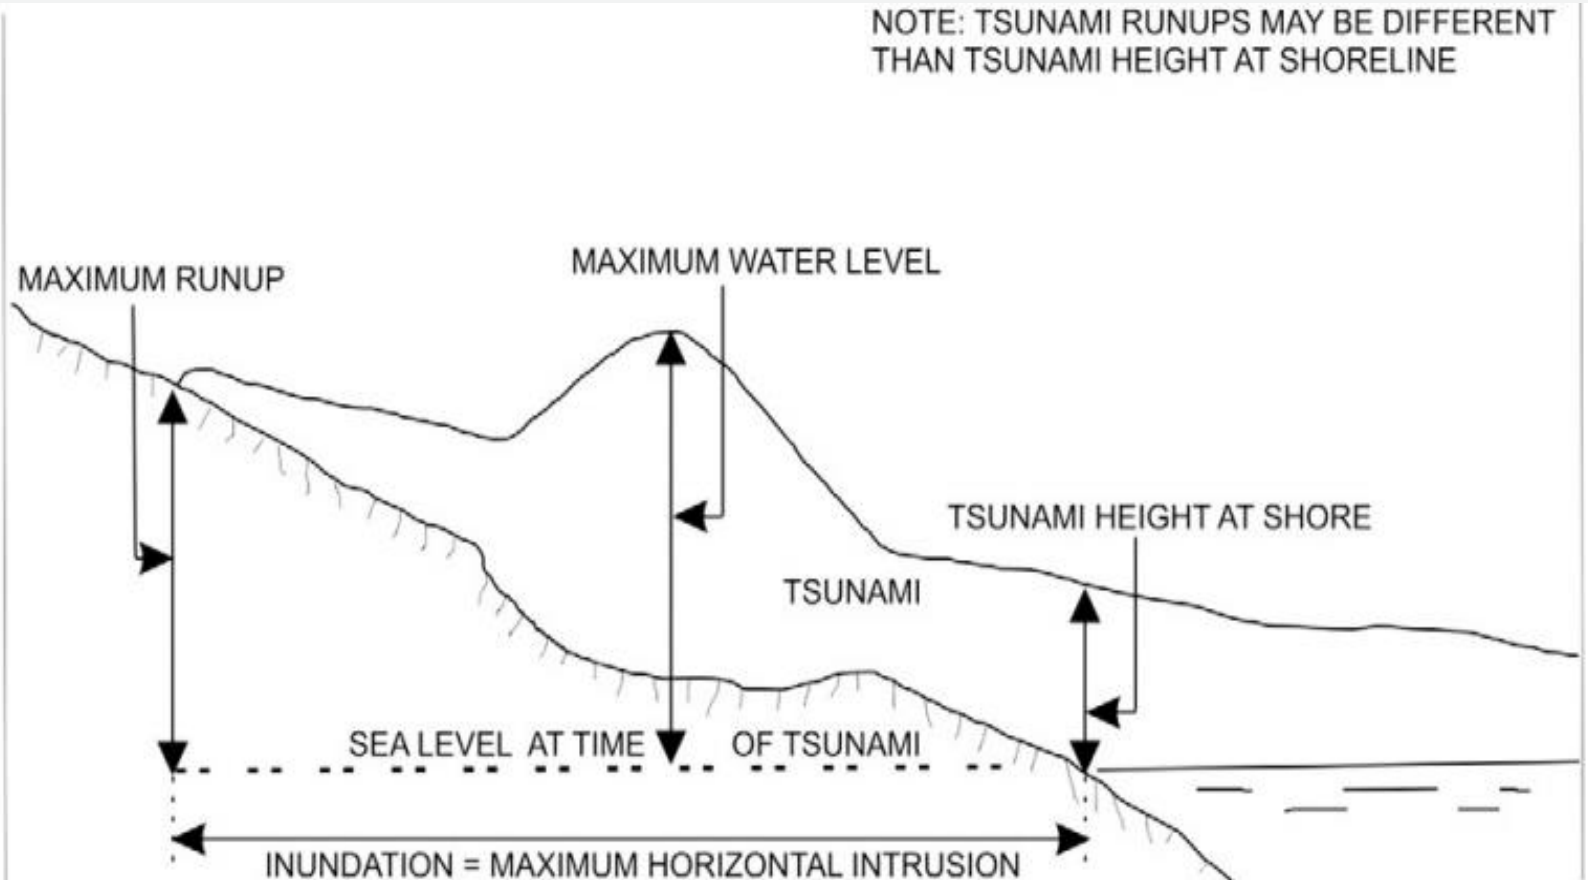 NOTE: TSUNAMI RUNUPS MAY BE DIFFERENT
THAN TSUNAMI HEIGHT AT SHORELINE
MAXIMUM WATER LEVEL
MAXIMUM RUNUP
TSUNAMI HEIGHT AT SHORE
TSUNAMI
SEA LEVEL AT TIME OF TSUNAMI
INUNDATION = MAXIMUM HORIZONTAL INTRUSION